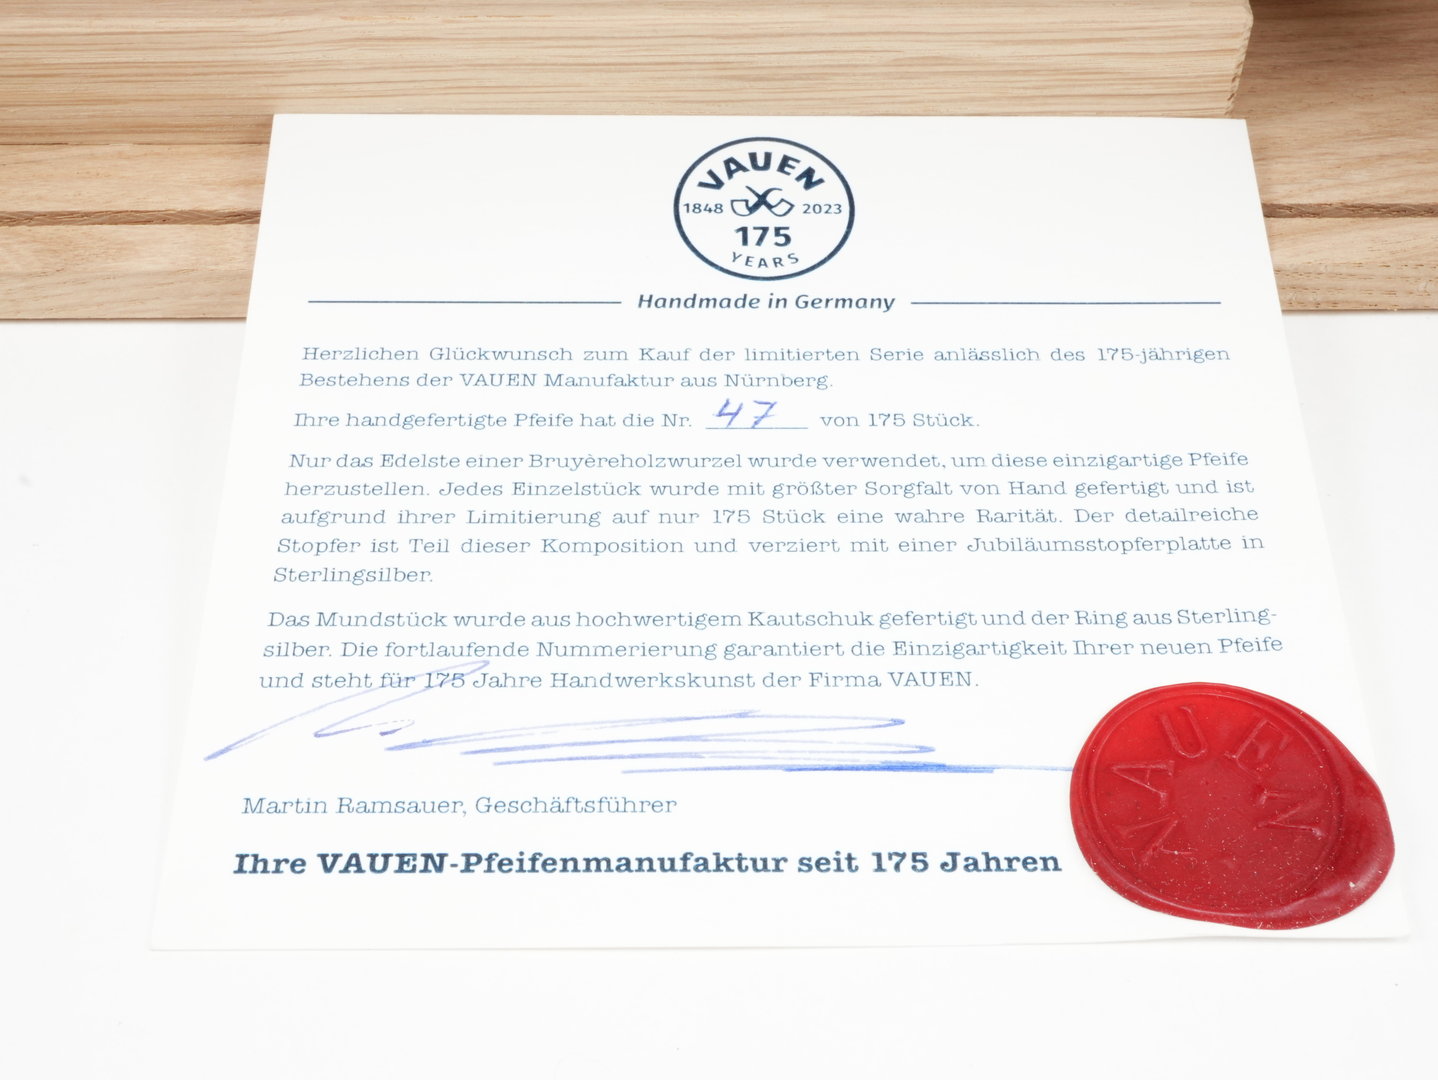 VAUEN
1848 2023
175
YEARS
Handmade in Germany
Herzlichen Glückwunsch zum Kauf der limitierten Serie anlässlich des 175-jährigen
Bestehens der VAUEN Manufaktur aus Nürnberg.
Ihre handgefertigte Pfeife hat die Nr. 47 von 175 Stück.
Nur das Edelste einer Bruyèreholzwurzel wurde verwendet, um diese einzigartige Pfeife
herzustellen. Jedes Einzelstück wurde mit größter Sorgfalt von Hand gefertigt und ist
aufgrund ihrer Limitierung auf nur 175 Stück eine wahre Rarität. Der detailreiche
Stopfer ist Teil dieser Komposition und verziert mit einer Jubiläumsstopferplatte in
Sterlingsilber.
Das Mundstück wurde aus hochwertigem Kautschuk gefertigt und der Ring aus Sterling-
silber. Die fortlaufende Nummerierung garantiert die Einzigartigkeit Ihrer neuen Pfeife
und steht für 175 Jahre Handwerkskunst der Firma VAUEN.
Martin Ramsauer, Geschäftsführer
Ihre VAUEN-Pfeifenmanufaktur seit 175 Jahren
VAUEN